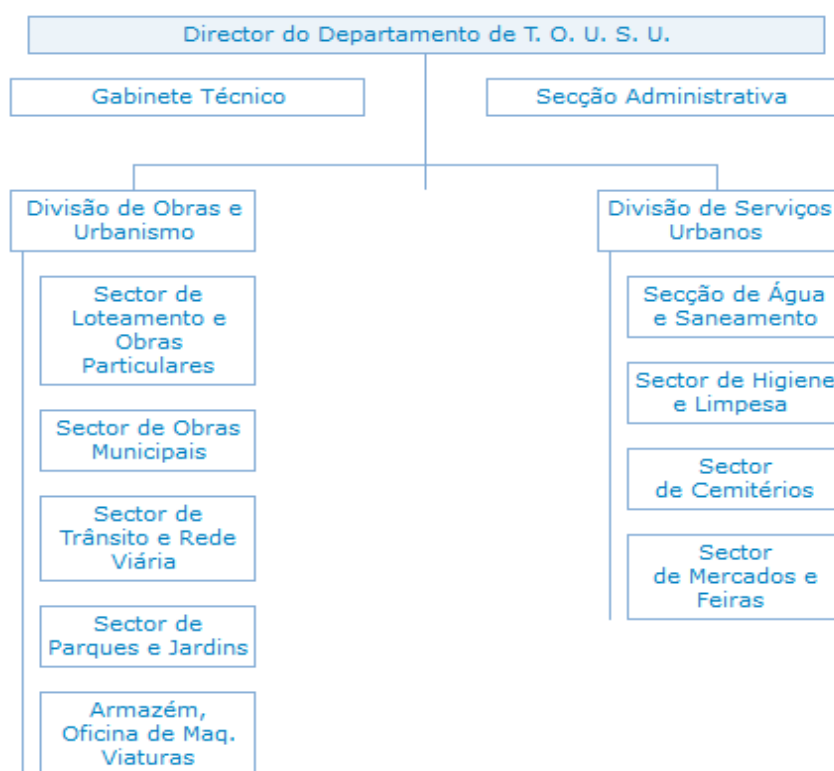 Director do Departamento de T. O. U. S. U.
Gabinete Técnico
Secção Administrativa
Divisão de Obras e
Urbanismo
Sector de
Loteamento e
Obras
Particulares
Sector de Obras
Municipais
Sector de
Trânsito e Rede
Viária
Sector de
Parques e Jardins
Armazém,
Oficina de Maq.
Viaturas
Divisão de Serviços
Urbanos
Secção de Água
e Saneamento
Sector de Higiene
e Limpesa
Sector
de Cemitérios
Sector
de Mercados e
Feiras